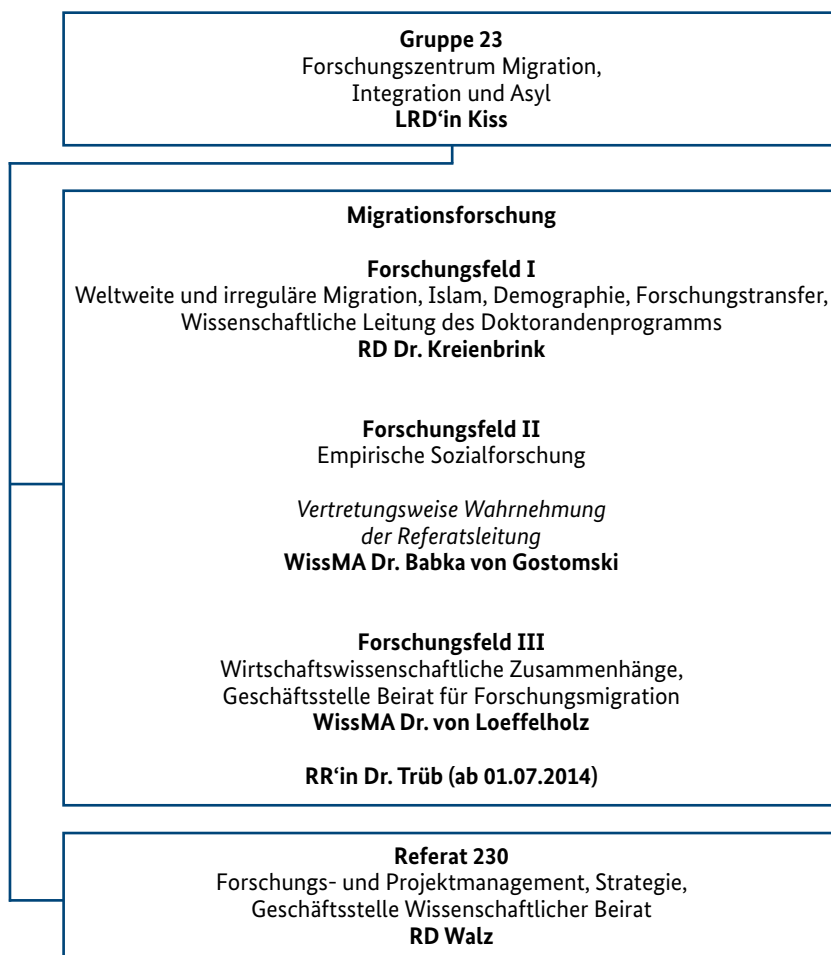 Gruppe 23
Forschungszentrum Migration,
Integration und Asyl
LRD‘in Kiss
Migrationsforschung
Forschungsfeld I
Weltweite und irreguläre Migration, Islam, Demographie, Forschungstransfer,
Wissenschaftliche Leitung des Doktorandenprogramms
RD Dr. Kreienbrink
Forschungsfeld II
Empirische Sozialforschung
Vertretungsweise Wahrnehmung
der Referatsleitung
WissMA Dr. Babka von Gostomski
Forschungsfeld III
Wirtschaftswissenschaftliche Zusammenhänge,
Geschäftsstelle Beirat für Forschungsmigration
WissMA Dr. von Loeffelholz
RR‘in Dr. Trüb (ab 01.07.2014)
Referat 230
Forschungs- und Projektmanagement, Strategie,
Geschäftsstelle Wissenschaftlicher Beirat
RD Walz